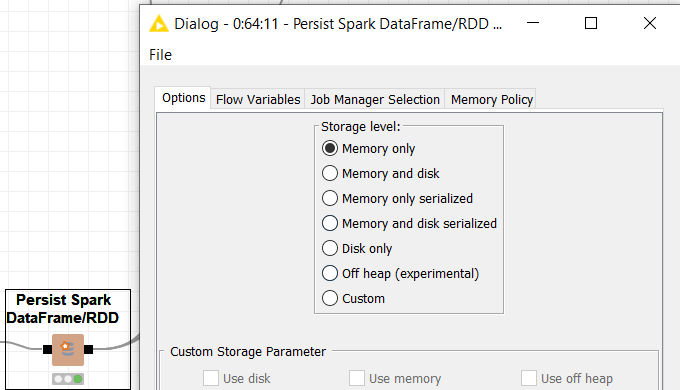 Dialog - 0:64:11 - Persist Spark DataFrame/RDD ...
File
Options Flow Variables Job Manager Selection Memory Policy
Storage level:
Memory only
Memory and disk
Memory only serialized
Memory and disk serialized
Disk only
Off heap (experimental)
Custom
Persist Spark
DataFrame/RDD
Custom Storage Parameter
Use disk Use memory Use off heap